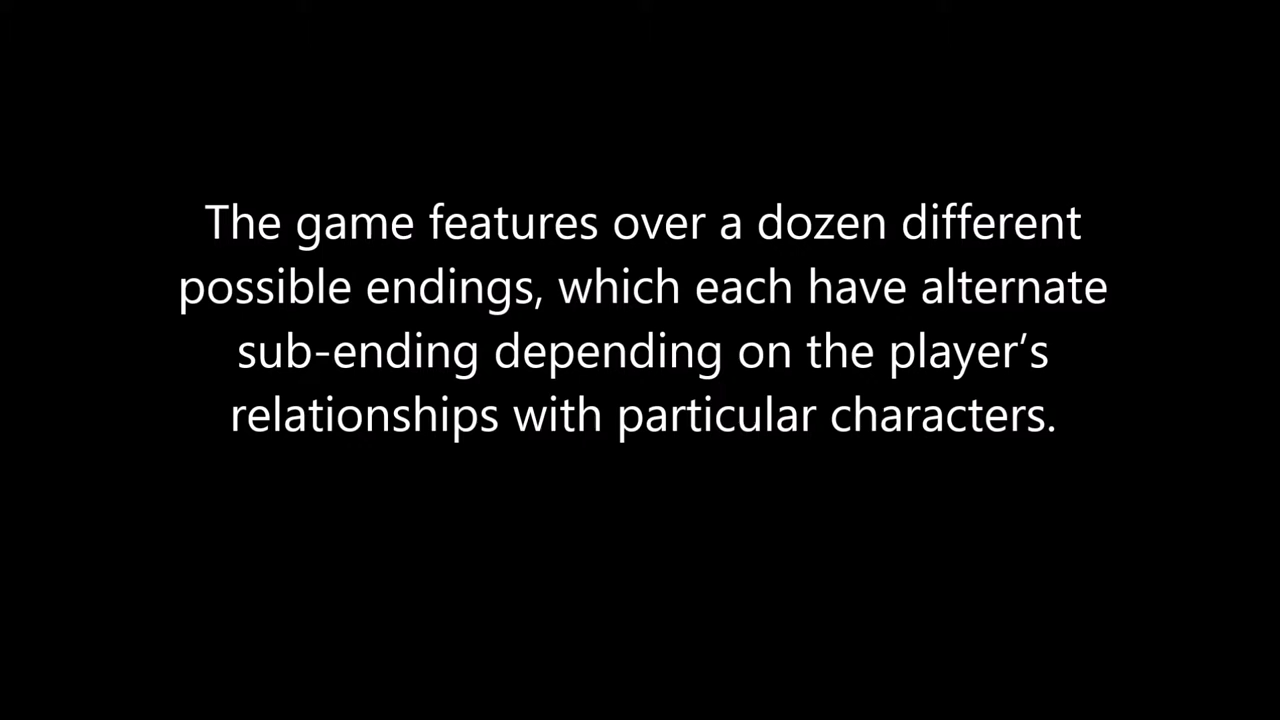 The game features over a dozen different
possible endings, which each have alternate
sub-ending depending on the player’s
relationships with particular characters.